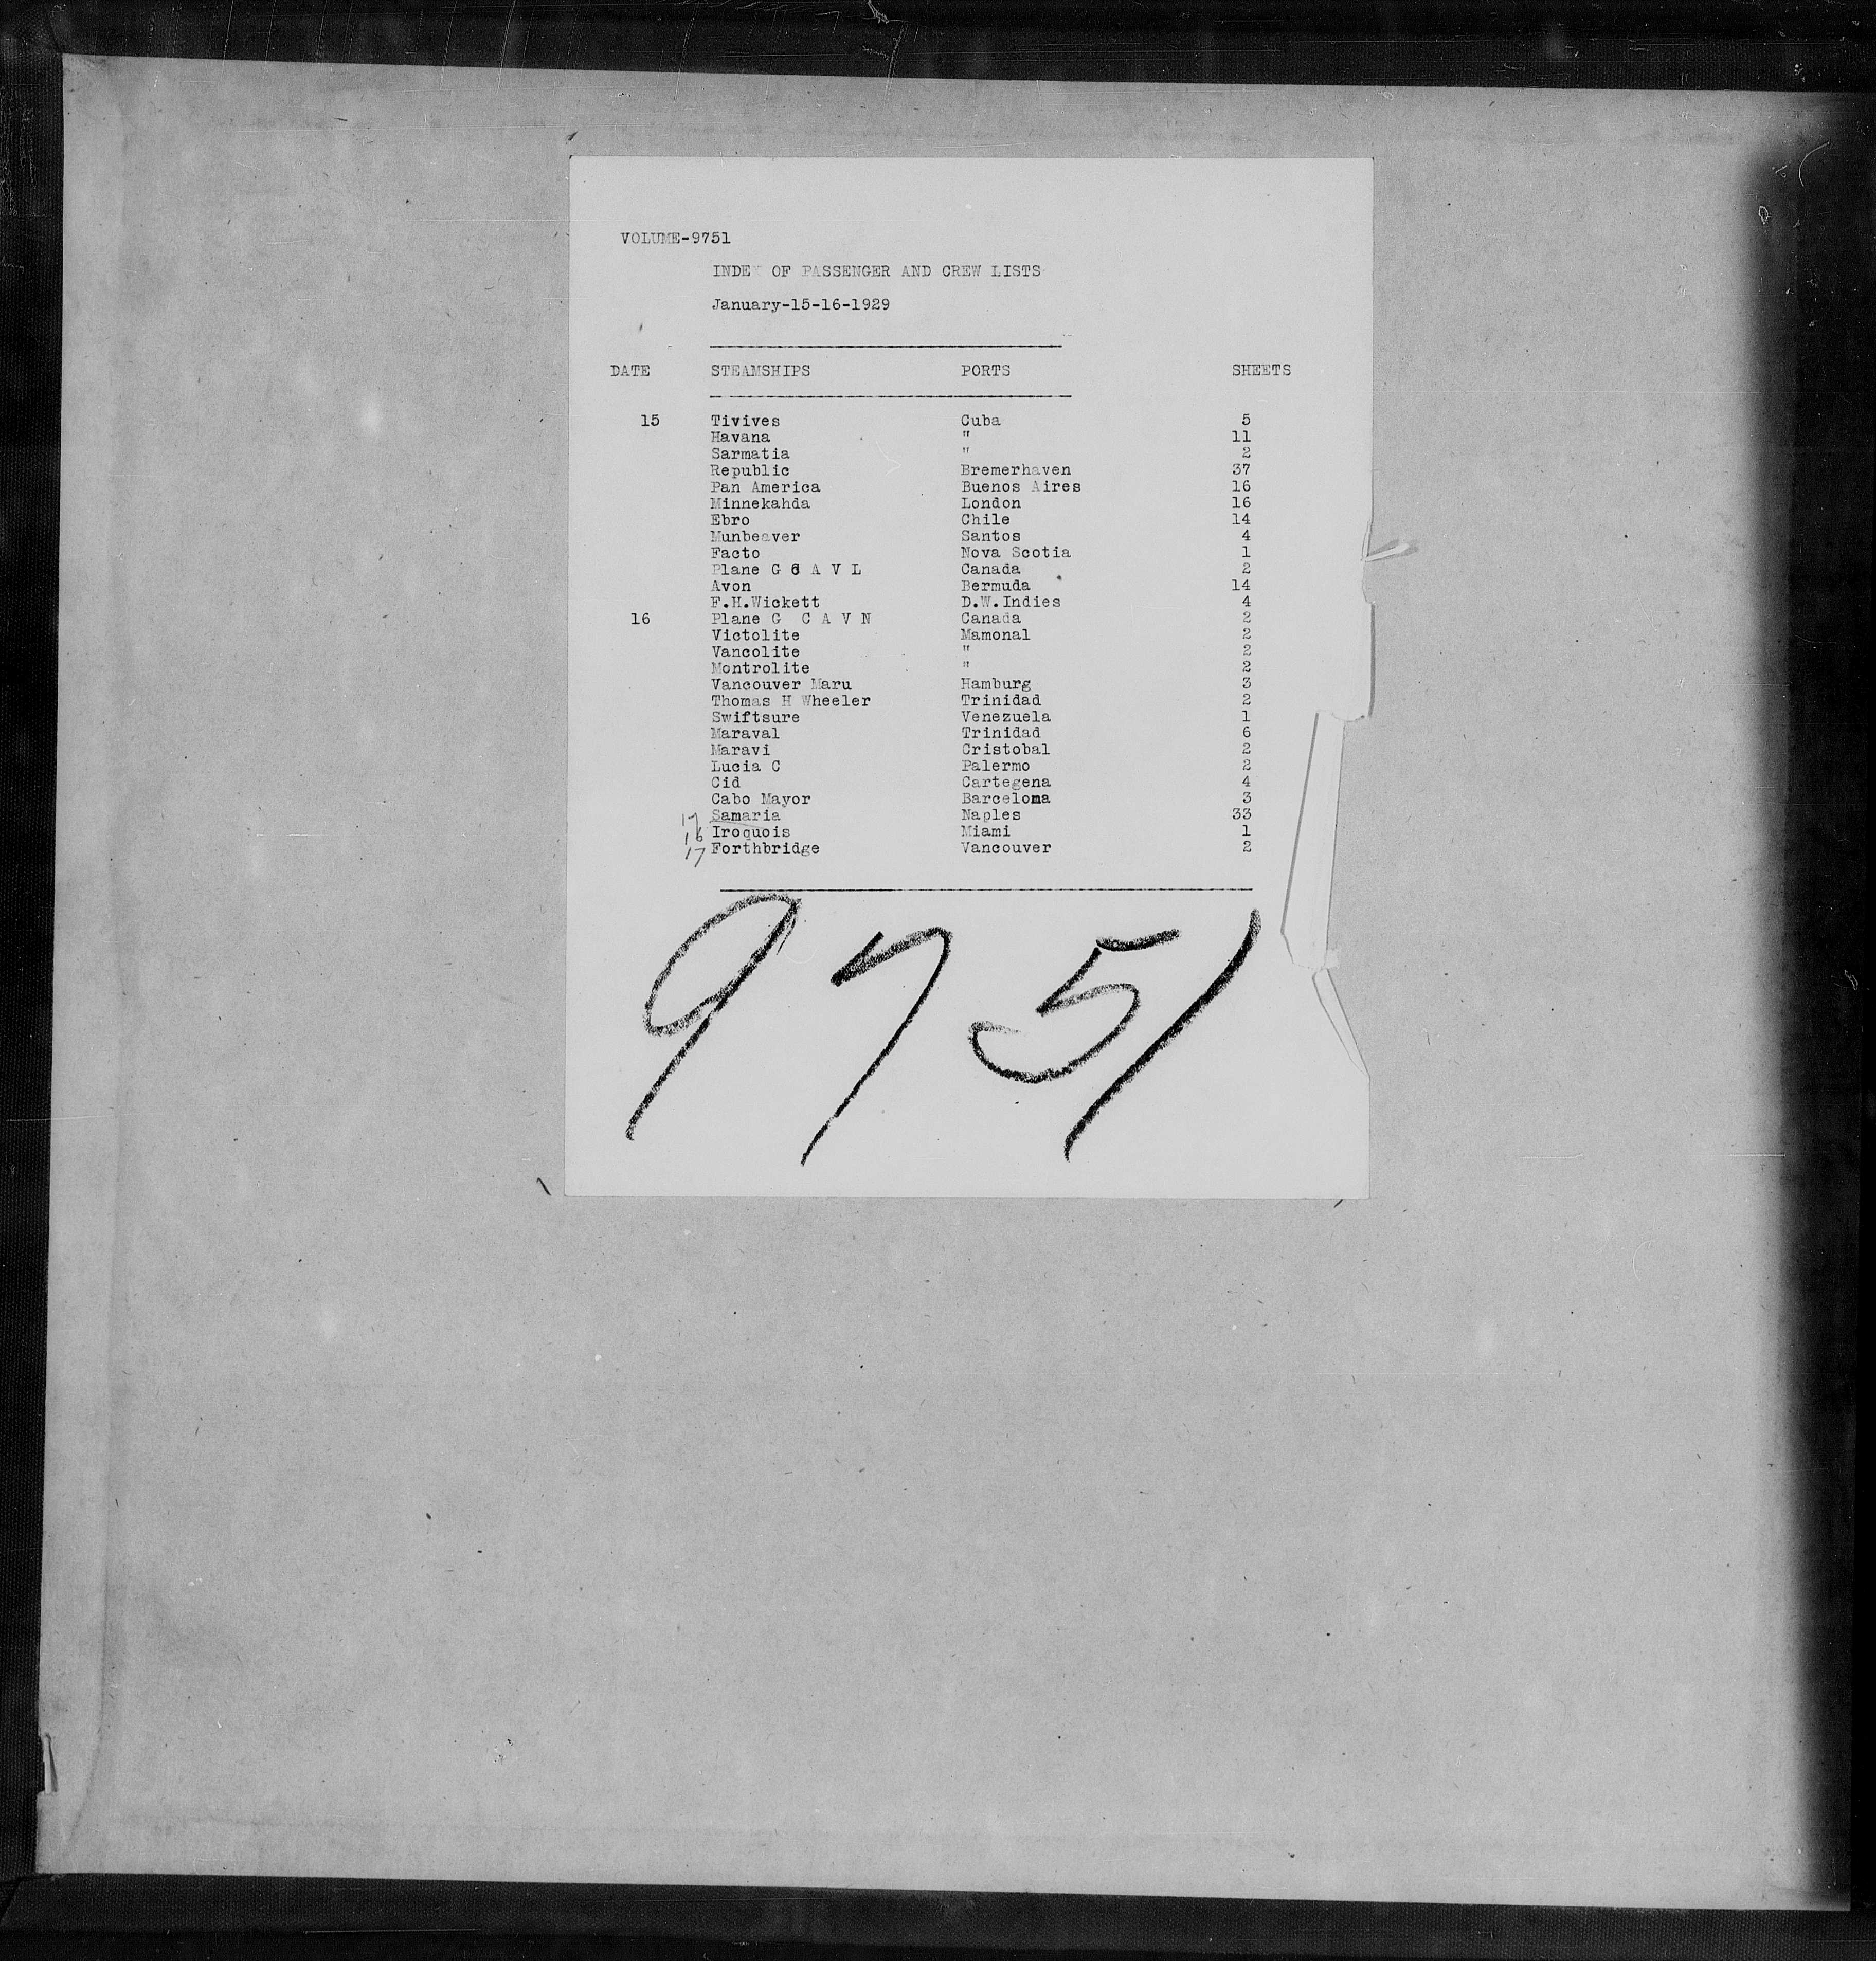 VOLUME-9751
INDEX OF PASSENGER AND CREW LISTS
January-15-16-1929
DATE STEAMSHIPS PORTS SHEETS
15 Tivives Cuba 5
Havana " 11
Sarmatia " 2
Republic Bremerhaven 37
Pan America Buenos Aires 16
Minnekahda London 16
Ebro Chile 14
Munbeaver Santos 4
Facto Nova Scotia 1
Plane G C A V L Canada 2
Avon Bermuda 14
F.H.Wickett D.W.Indies 4
16 Plane G C A V N Canada 2
Victolite Mamonal 2
Vancolite " 2
Montrolite " 2
Vancouver Maru Hamburg 3
Thomas H Wheeler Trinidad 2
Swiftsure Venezuela 1
Maraval Trinidad 6
Maravi Cristobal 2
Lucia C Palermo 2
Cid Cartegena 4
Cabo Mayor Barcelona 3
17 Samaria Naples 33
16 Iroquois Miami 1
17 Forthbridge Vancouver 2
9751